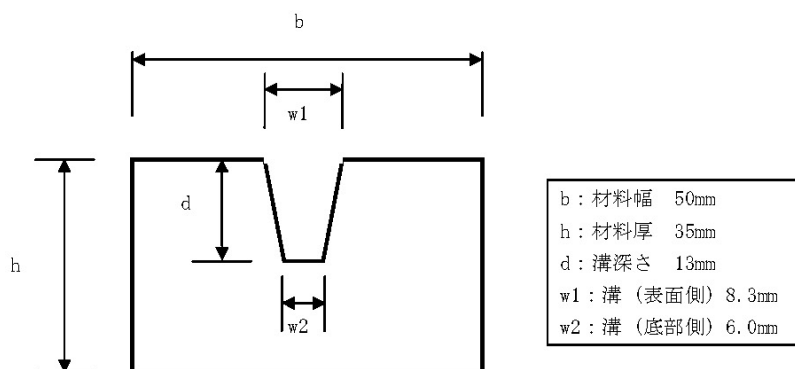 b
w1
d
h
w2
b：材料幅　50mm
h：材料厚　35mm
d：溝深さ　13mm
w1：溝（表面側）8.3mm
w2：溝（底部側）6.0mm